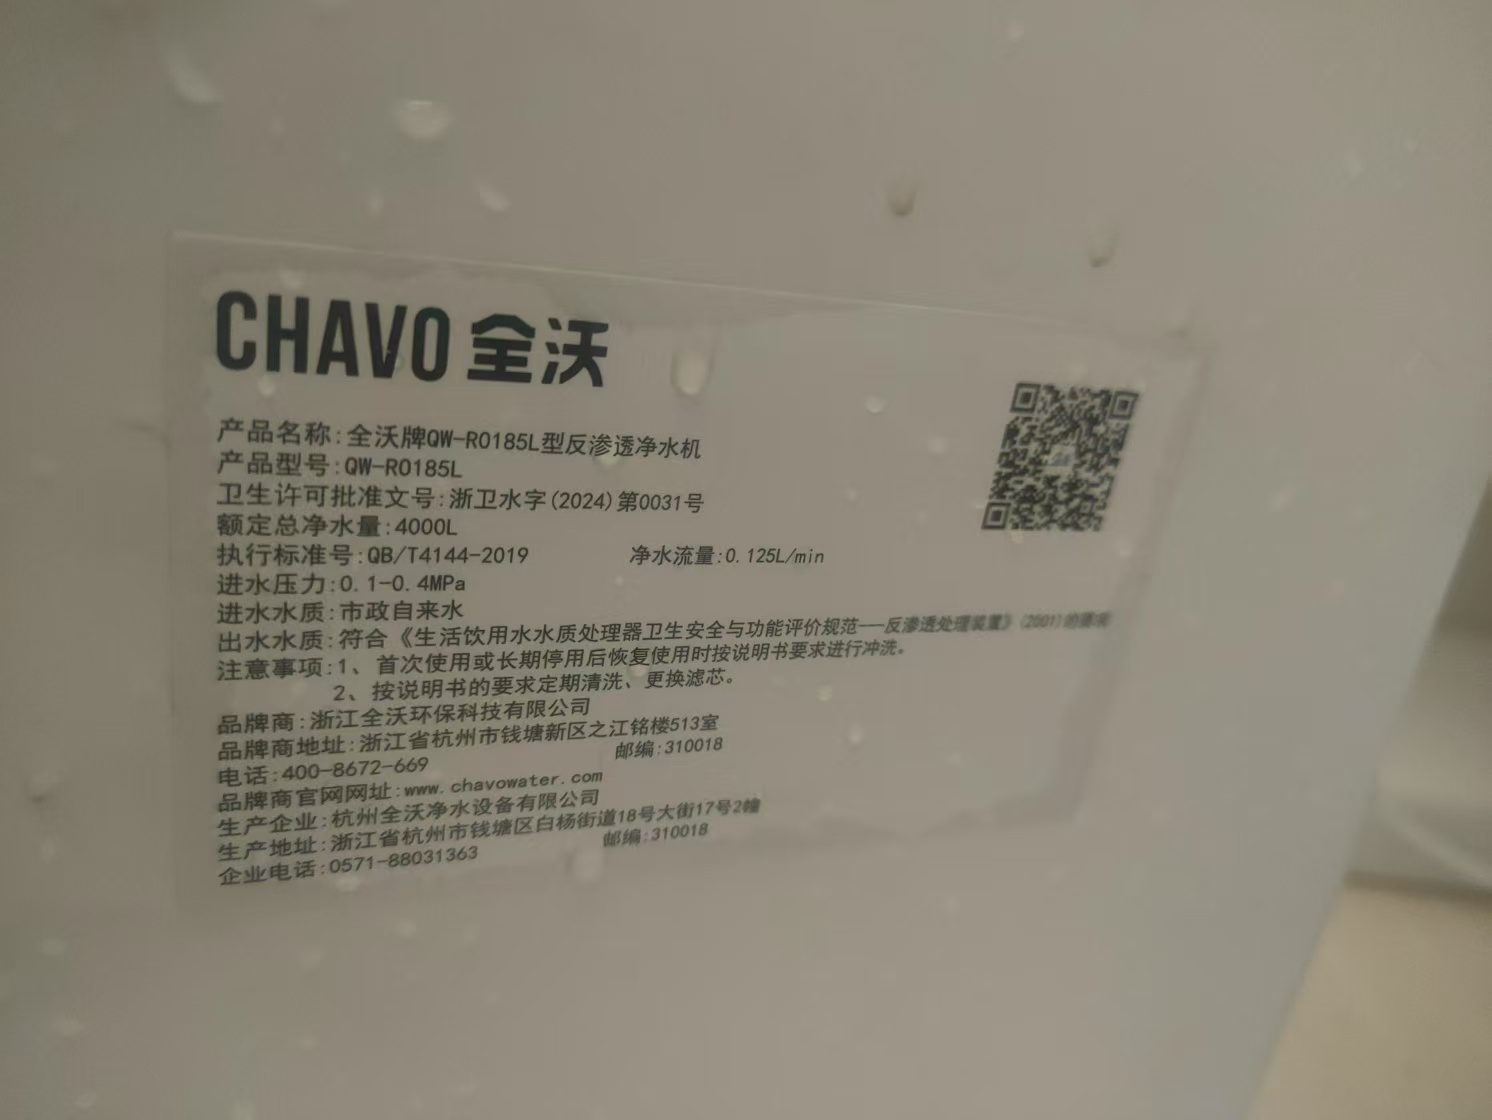 CHAVO 全沃
产品名称:全沃牌QW-R0185L型反渗透净水机
产品型号:QW-R0185L
卫生许可批准文号:浙卫水字(2024)第0031号
额定总净水量:4000L
执行标准号:QB/T4144-2019 净水流量:0.125L/min
进水压力:0.1-0.4MPa
进水水质:市政自来水
出水水质:符合《生活饮用水水质处理器卫生安全与功能评价规范——反渗透处理装置》(2001)的要求
注意事项:1、首次使用或长期停用后恢复使用时按说明书要求进行冲洗。
2、按说明书的要求定期清洗、更换滤芯。
品牌商:浙江全沃环保科技有限公司
品牌商地址:浙江省杭州市钱塘新区之江铭楼513室
电话:400-8672-669 邮编:310018
品牌商官网网址:www.chavowater.com
生产企业:杭州全沃净水设备有限公司
生产地址:浙江省杭州市钱塘区白杨街道18号大街17号2幢
企业电话:0571-88031363 邮编:310018